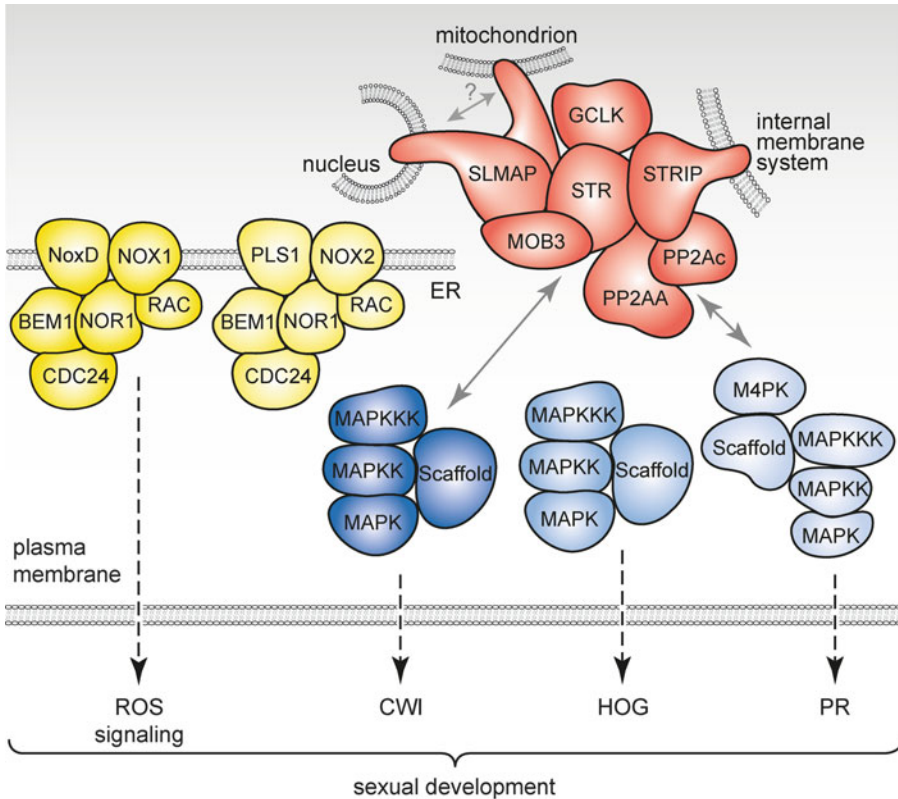 mitochondrion
?
nucleus
GCLK
internal
membrane
system
SLMAP
STR
STRIP
MOB3
PP2Ac
PP2AA
NoxD
NOX1
BEM1
NOR1
RAC
CDC24
PLS1
NOX2
BEM1
NOR1
RAC
CDC24
ER
MAPKKK
MAPKK
MAPK
Scaffold
MAPKKK
MAPKK
MAPK
Scaffold
M4PK
Scaffold
MAPKKK
MAPKK
MAPK
plasma
membrane
ROS
signaling
CWI
HOG
PR
sexual development